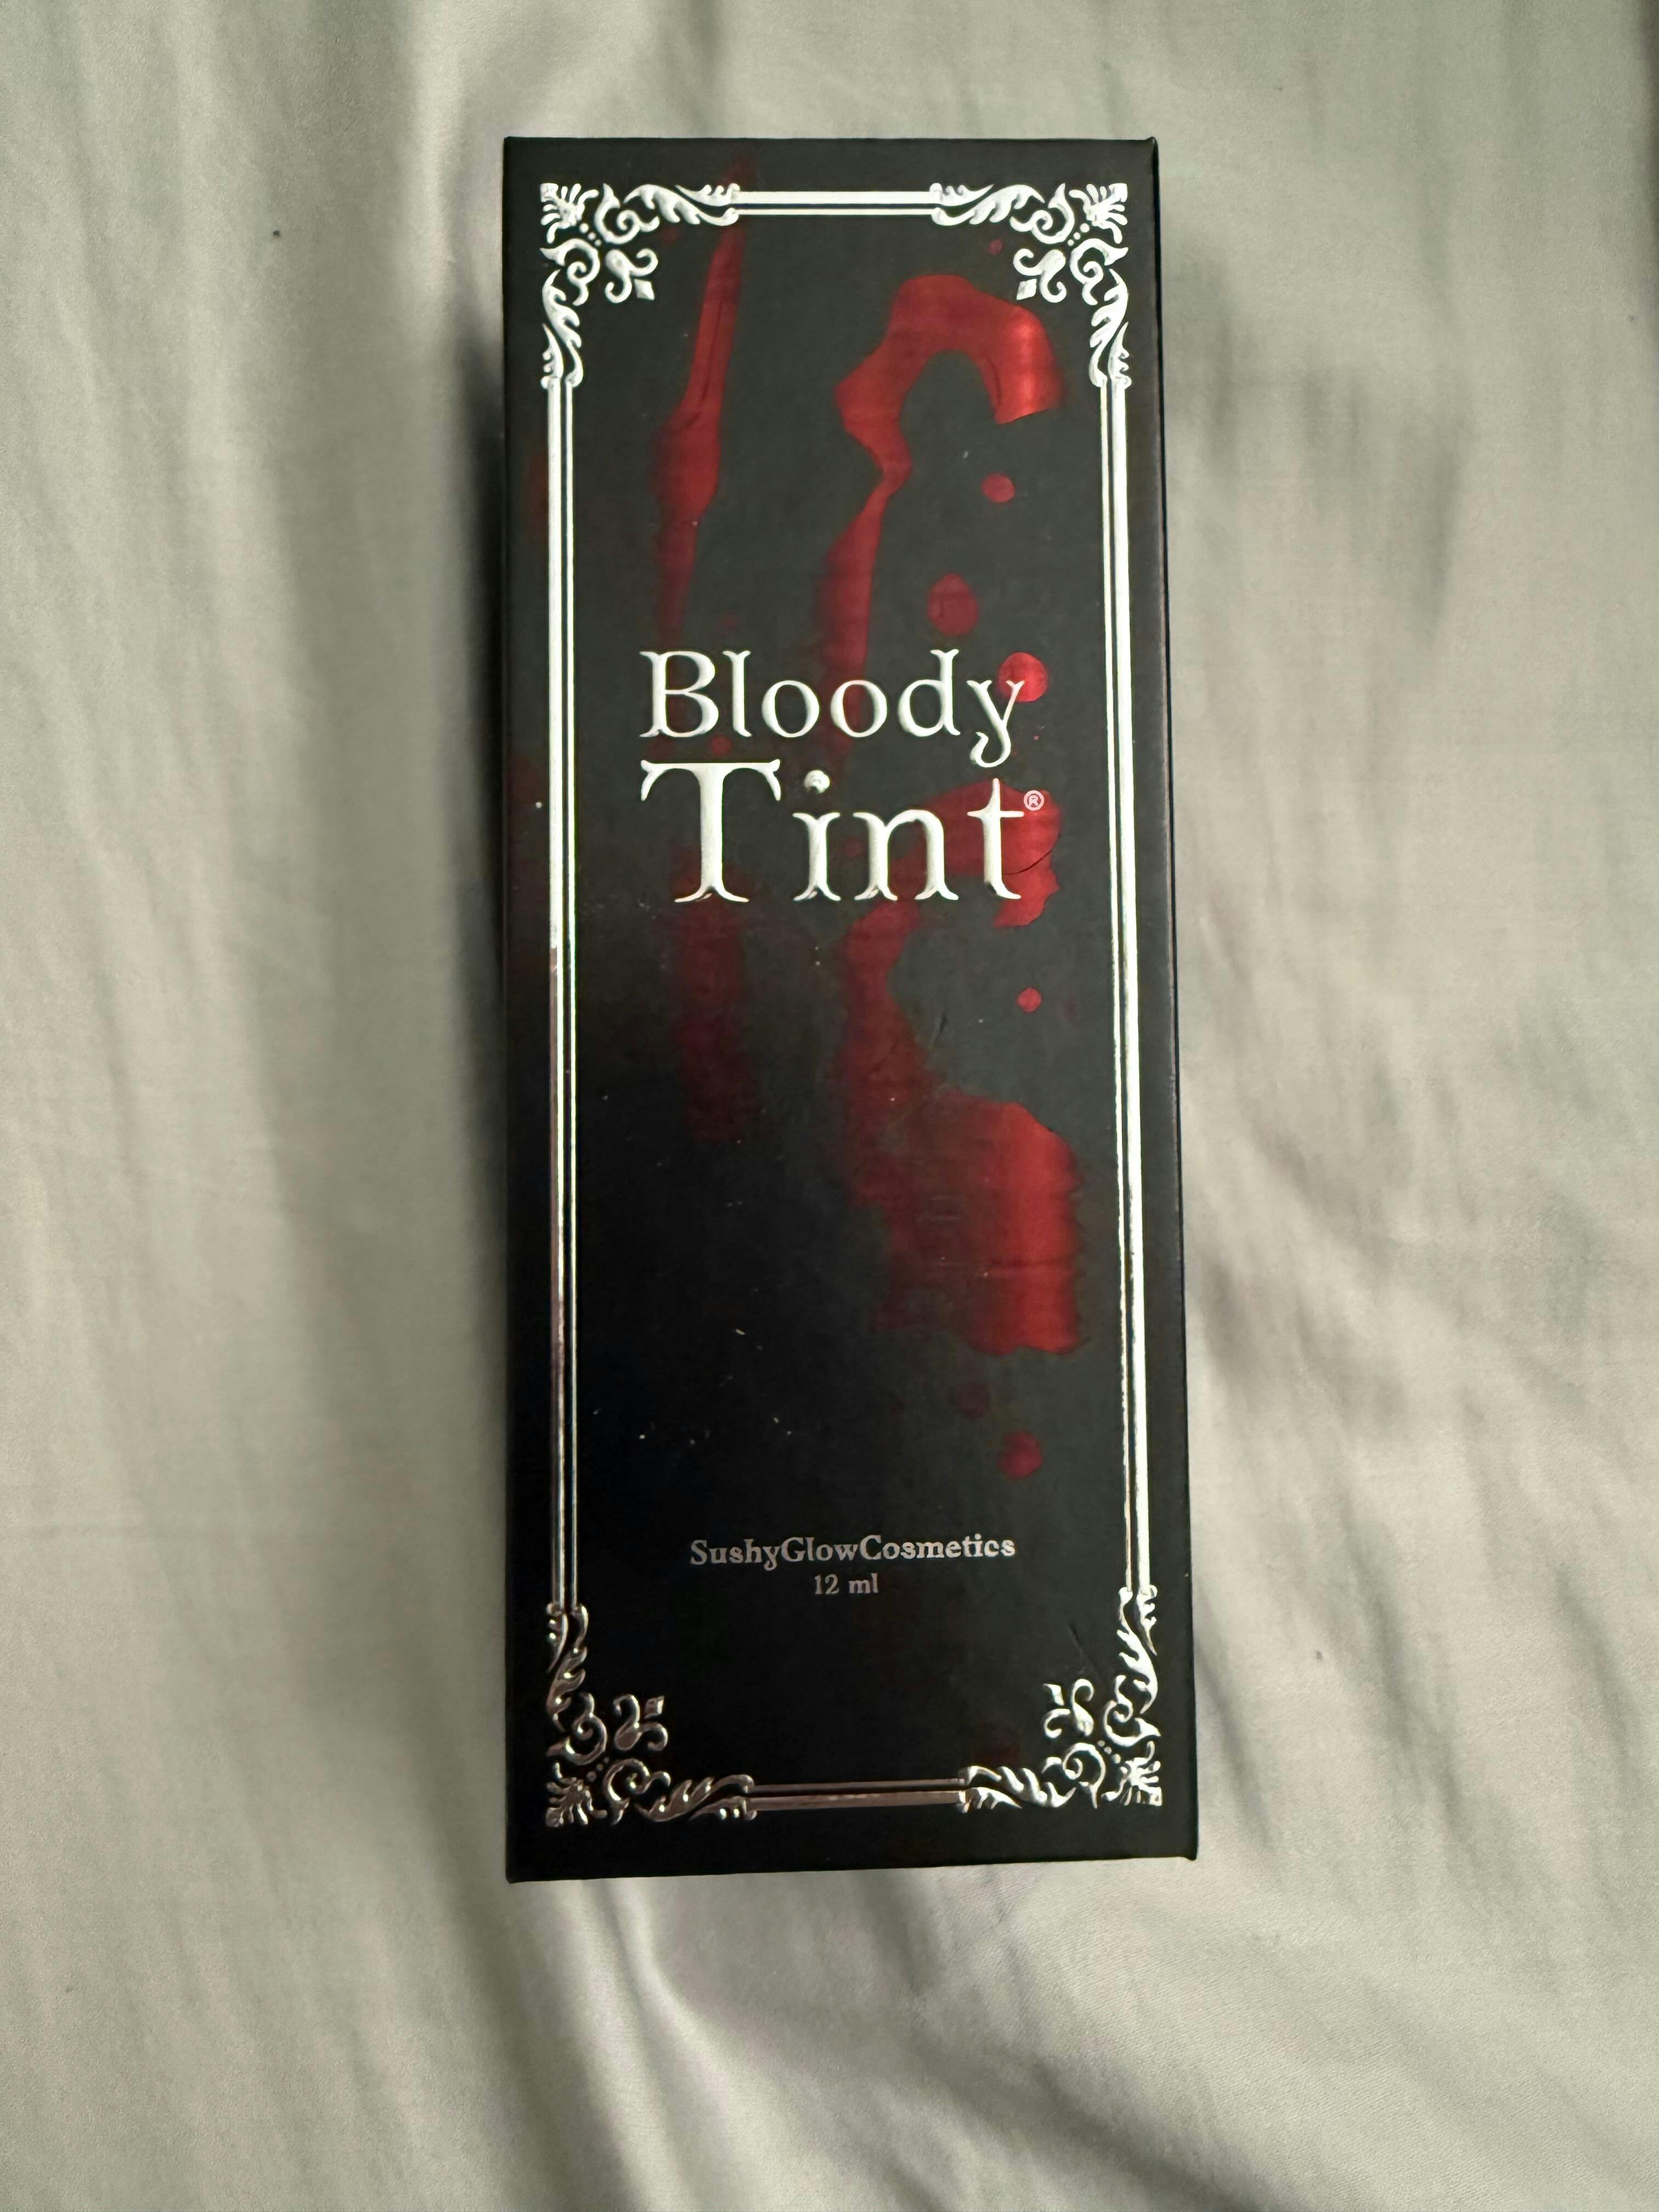 Bloody
Tint®
SushyGlowCosmetics
12 ml